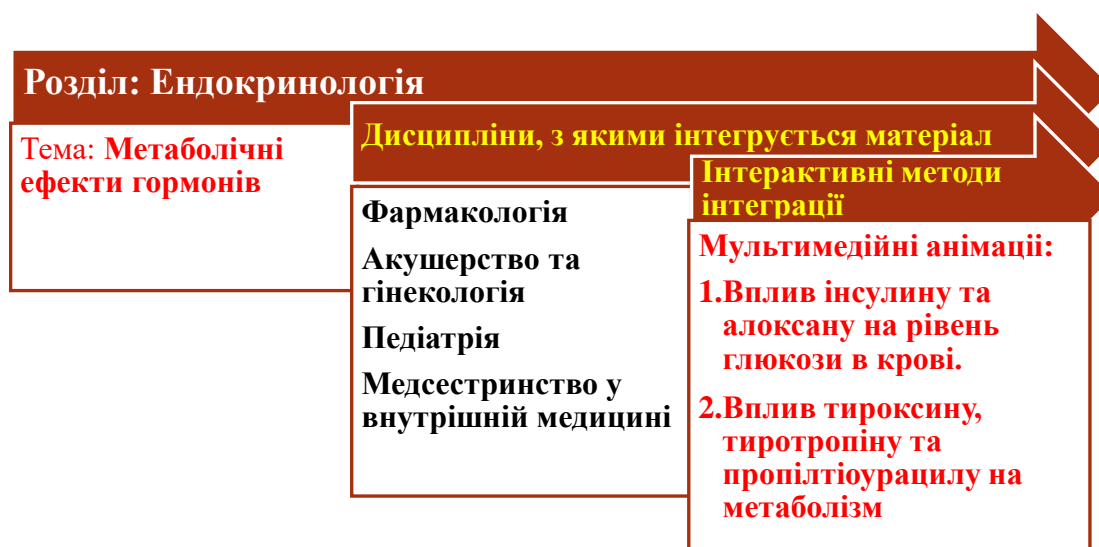 Розділ: Ендокринологія
Тема: Метаболічні
ефекти гормонів
Дисципліни, з якими інтегрується матеріал
Фармакологія
Акушерство та
гінекологія
Педіатрія
Медсестринство у
внутрішній медицині
Інтерактивні методи
інтеграції
Мультимедійні анімаціі:
1.Вплив інсулину та
алоксану на рівень
глюкози в крові.
2.Вплив тироксину,
тиротропіну та
пропілтіоурацилу на
метаболізм